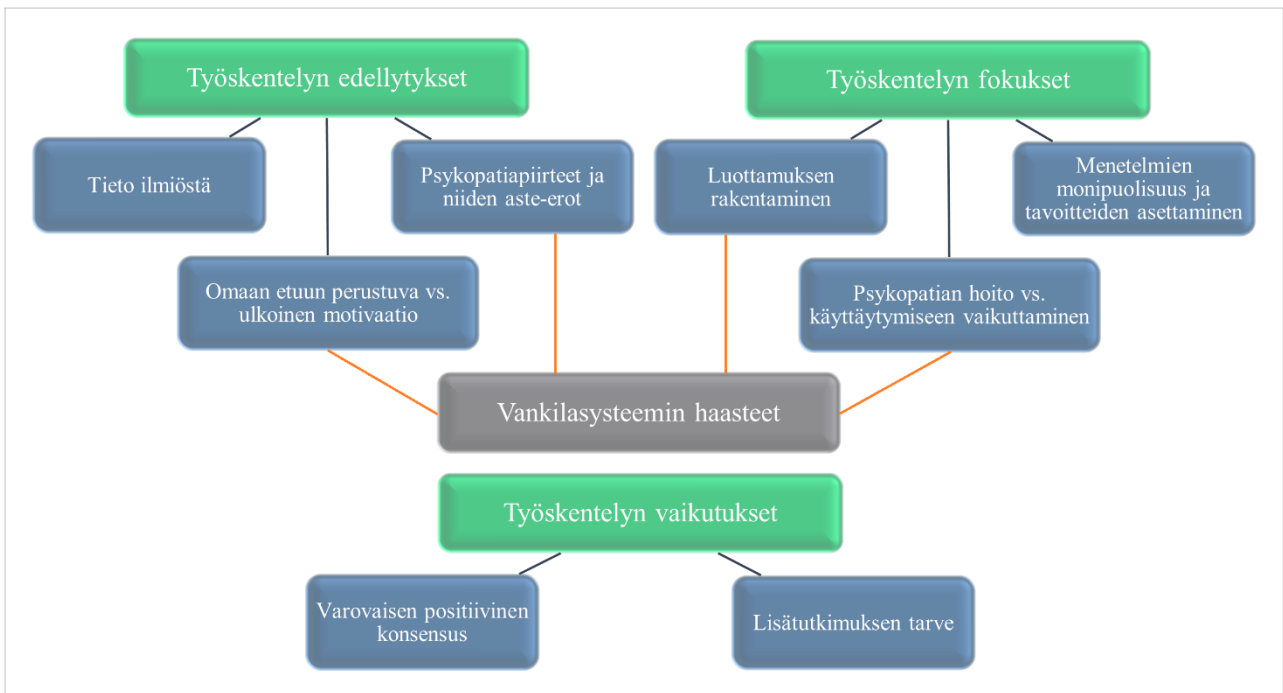 Työskentelyn edellytykset
Työskentelyn fokukset
Tieto ilmiöstä
Psykopatiapiirteet ja
niiden aste-erot
Luottamuksen
rakentaminen
Menetelmien
monipuolisuus ja
tavoitteiden asettaminen
Omaan etuun perustuva vs.
ulkoinen motivaatio
Psykopatian hoito vs.
käyttäytymiseen vaikuttaminen
Vankilasysteemin haasteet
Työskentelyn vaikutukset
Varovaisen positiivinen
konsensus
Lisätutkimuksen tarve